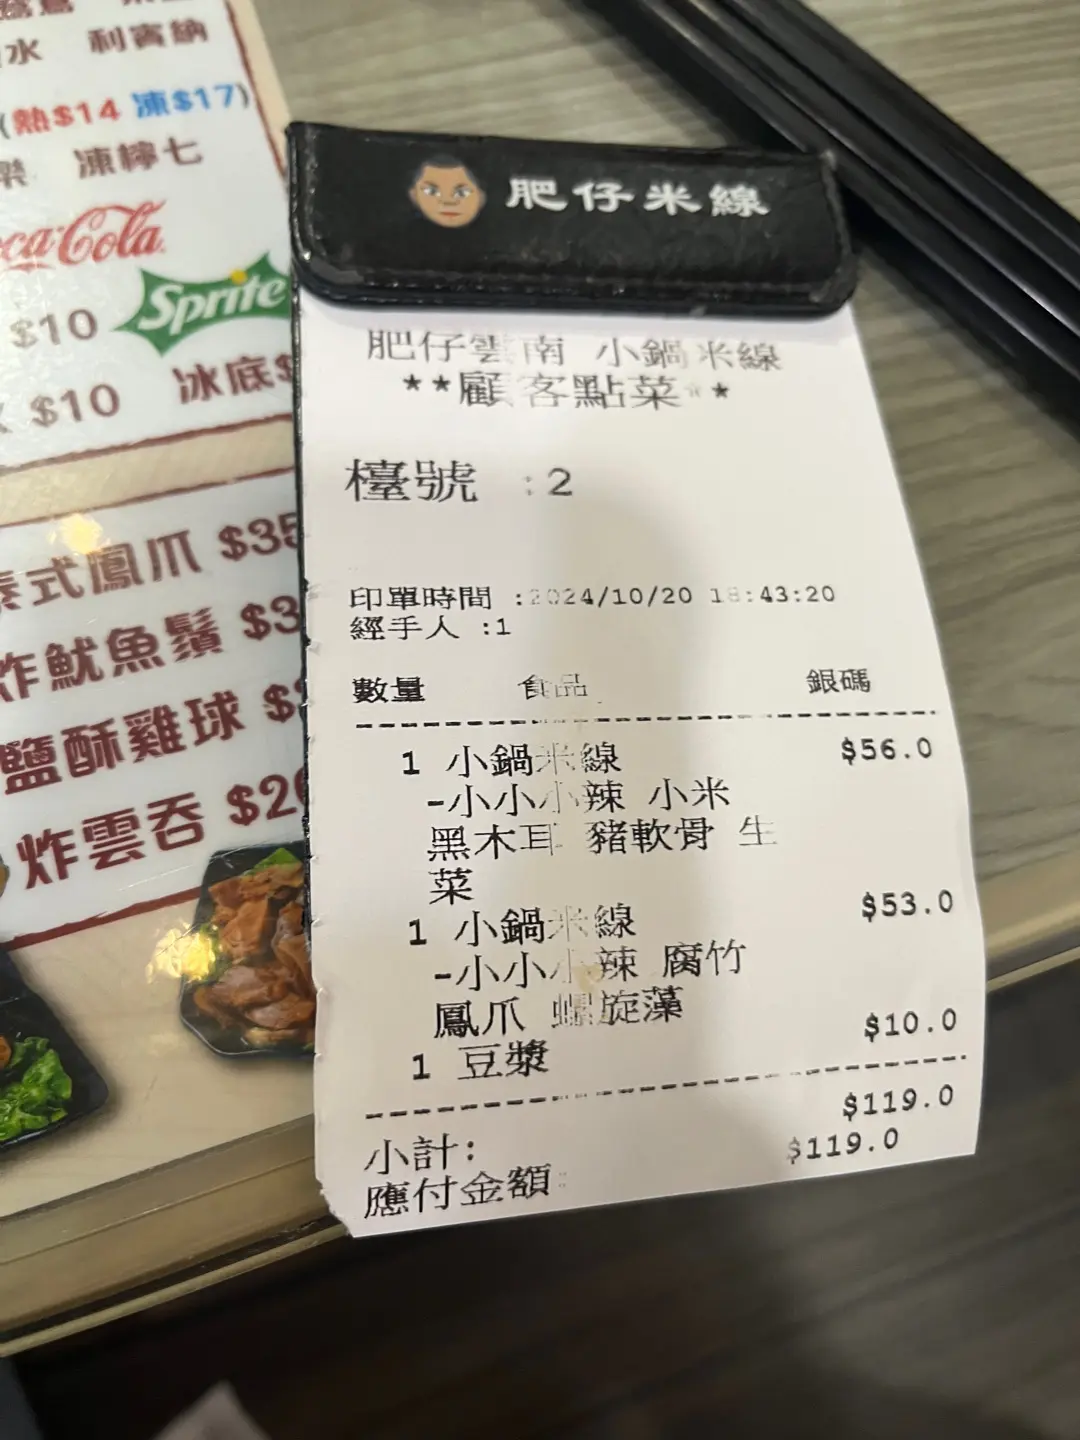 水 利賓納
(熱$14 凍$17)
樂 凍檸七
Coca-Cola
$10 Sprite
$10 冰底$
泰式鳳爪 $35
炸魷魚鬚 $3
鹽酥雞球 $
炸雲吞 $20
肥仔米線
肥仔雲南 小鍋米線
**顧客點菜**
檯號 :2
印單時間 :2024/10/20 18:43:20
經手人 :1
數量 食品 銀碼
1 小鍋米線 $56.0
-小小小辣 小米
黑木耳 豬軟骨 生
菜
1 小鍋米線 $53.0
-小小小辣 腐竹
鳳爪 螺旋藻
1 豆漿 $10.0
小計: $119.0
應付金額: $119.0